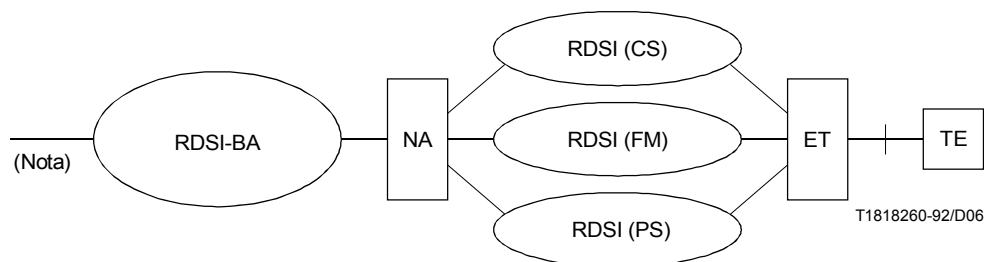 RDSI (CS)
RDSI-BA
NA
RDSI (FM)
ET
TE
(Nota)
RDSI (PS)
T1818260-92/D06